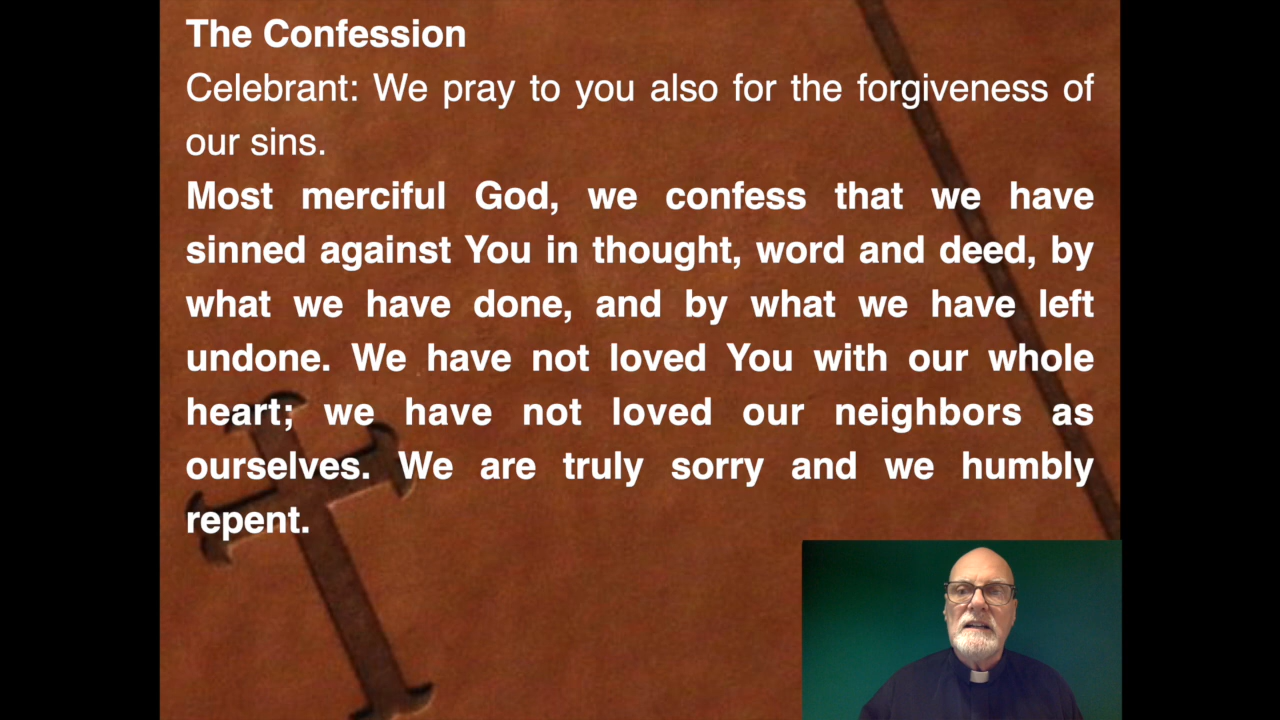 The Confession
Celebrant: We pray to you also for the forgiveness of
our sins.
Most merciful God, we confess that we have
sinned against You in thought, word and deed, by
what we have done, and by what we have left
undone. We have not loved You with our whole
heart; we have not loved our neighbors as
ourselves. We are truly sorry and we humbly
repent.